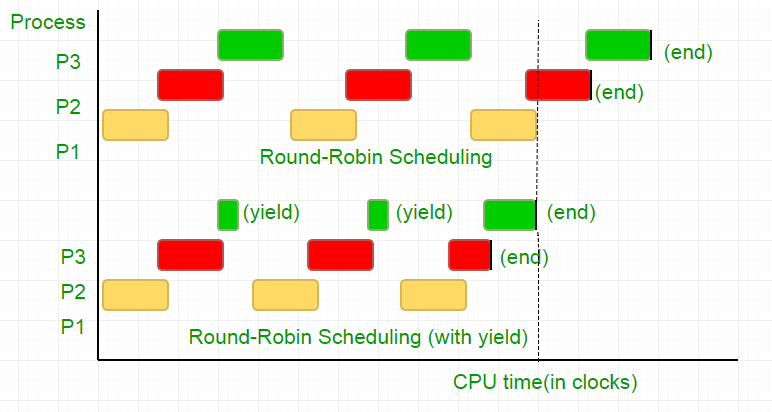 Process
P3
(end)
P2
(end)
P1
Round-Robin Scheduling
(yield)
(yield)
(end)
P3
(end)
P2
P1
Round-Robin Scheduling (with yield)
CPU time(in clocks)